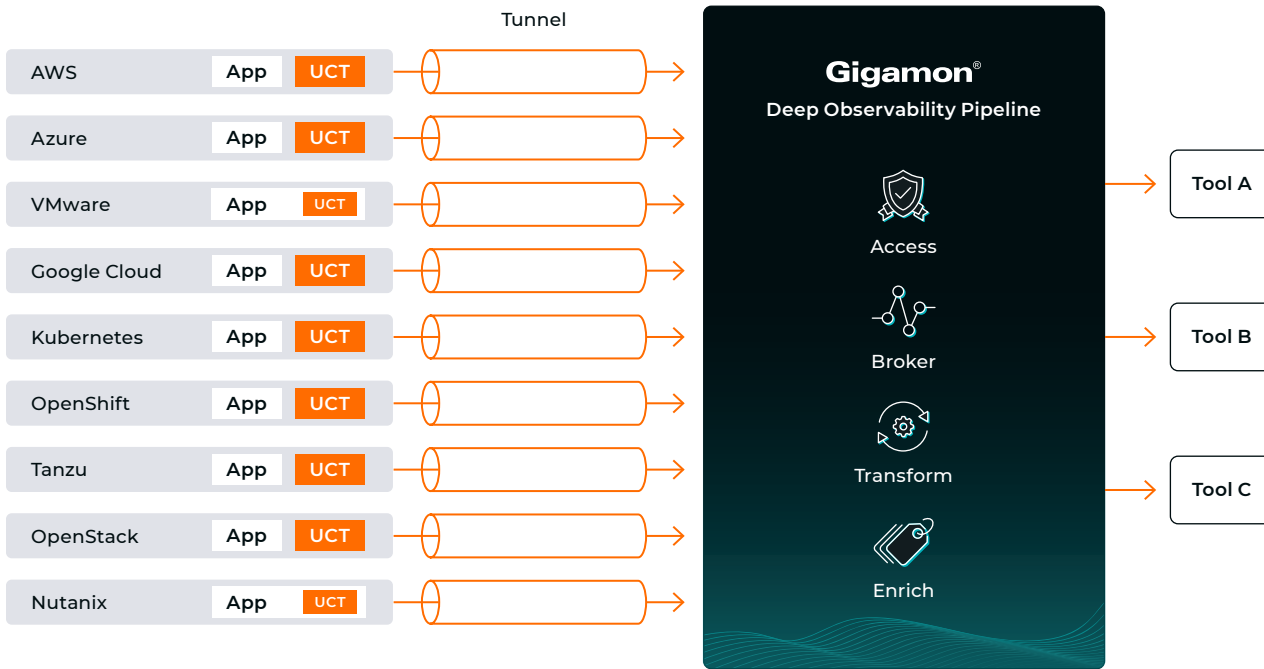 Tunnel
AWS App UCT
Azure App UCT
VMware App UCT
Google Cloud App UCT
Kubernetes App UCT
OpenShift App UCT
Tanzu App UCT
OpenStack App UCT
Nutanix App UCT
Gigamon®
Deep Observability Pipeline
Access
Broker
Transform
Enrich
Tool A
Tool B
Tool C